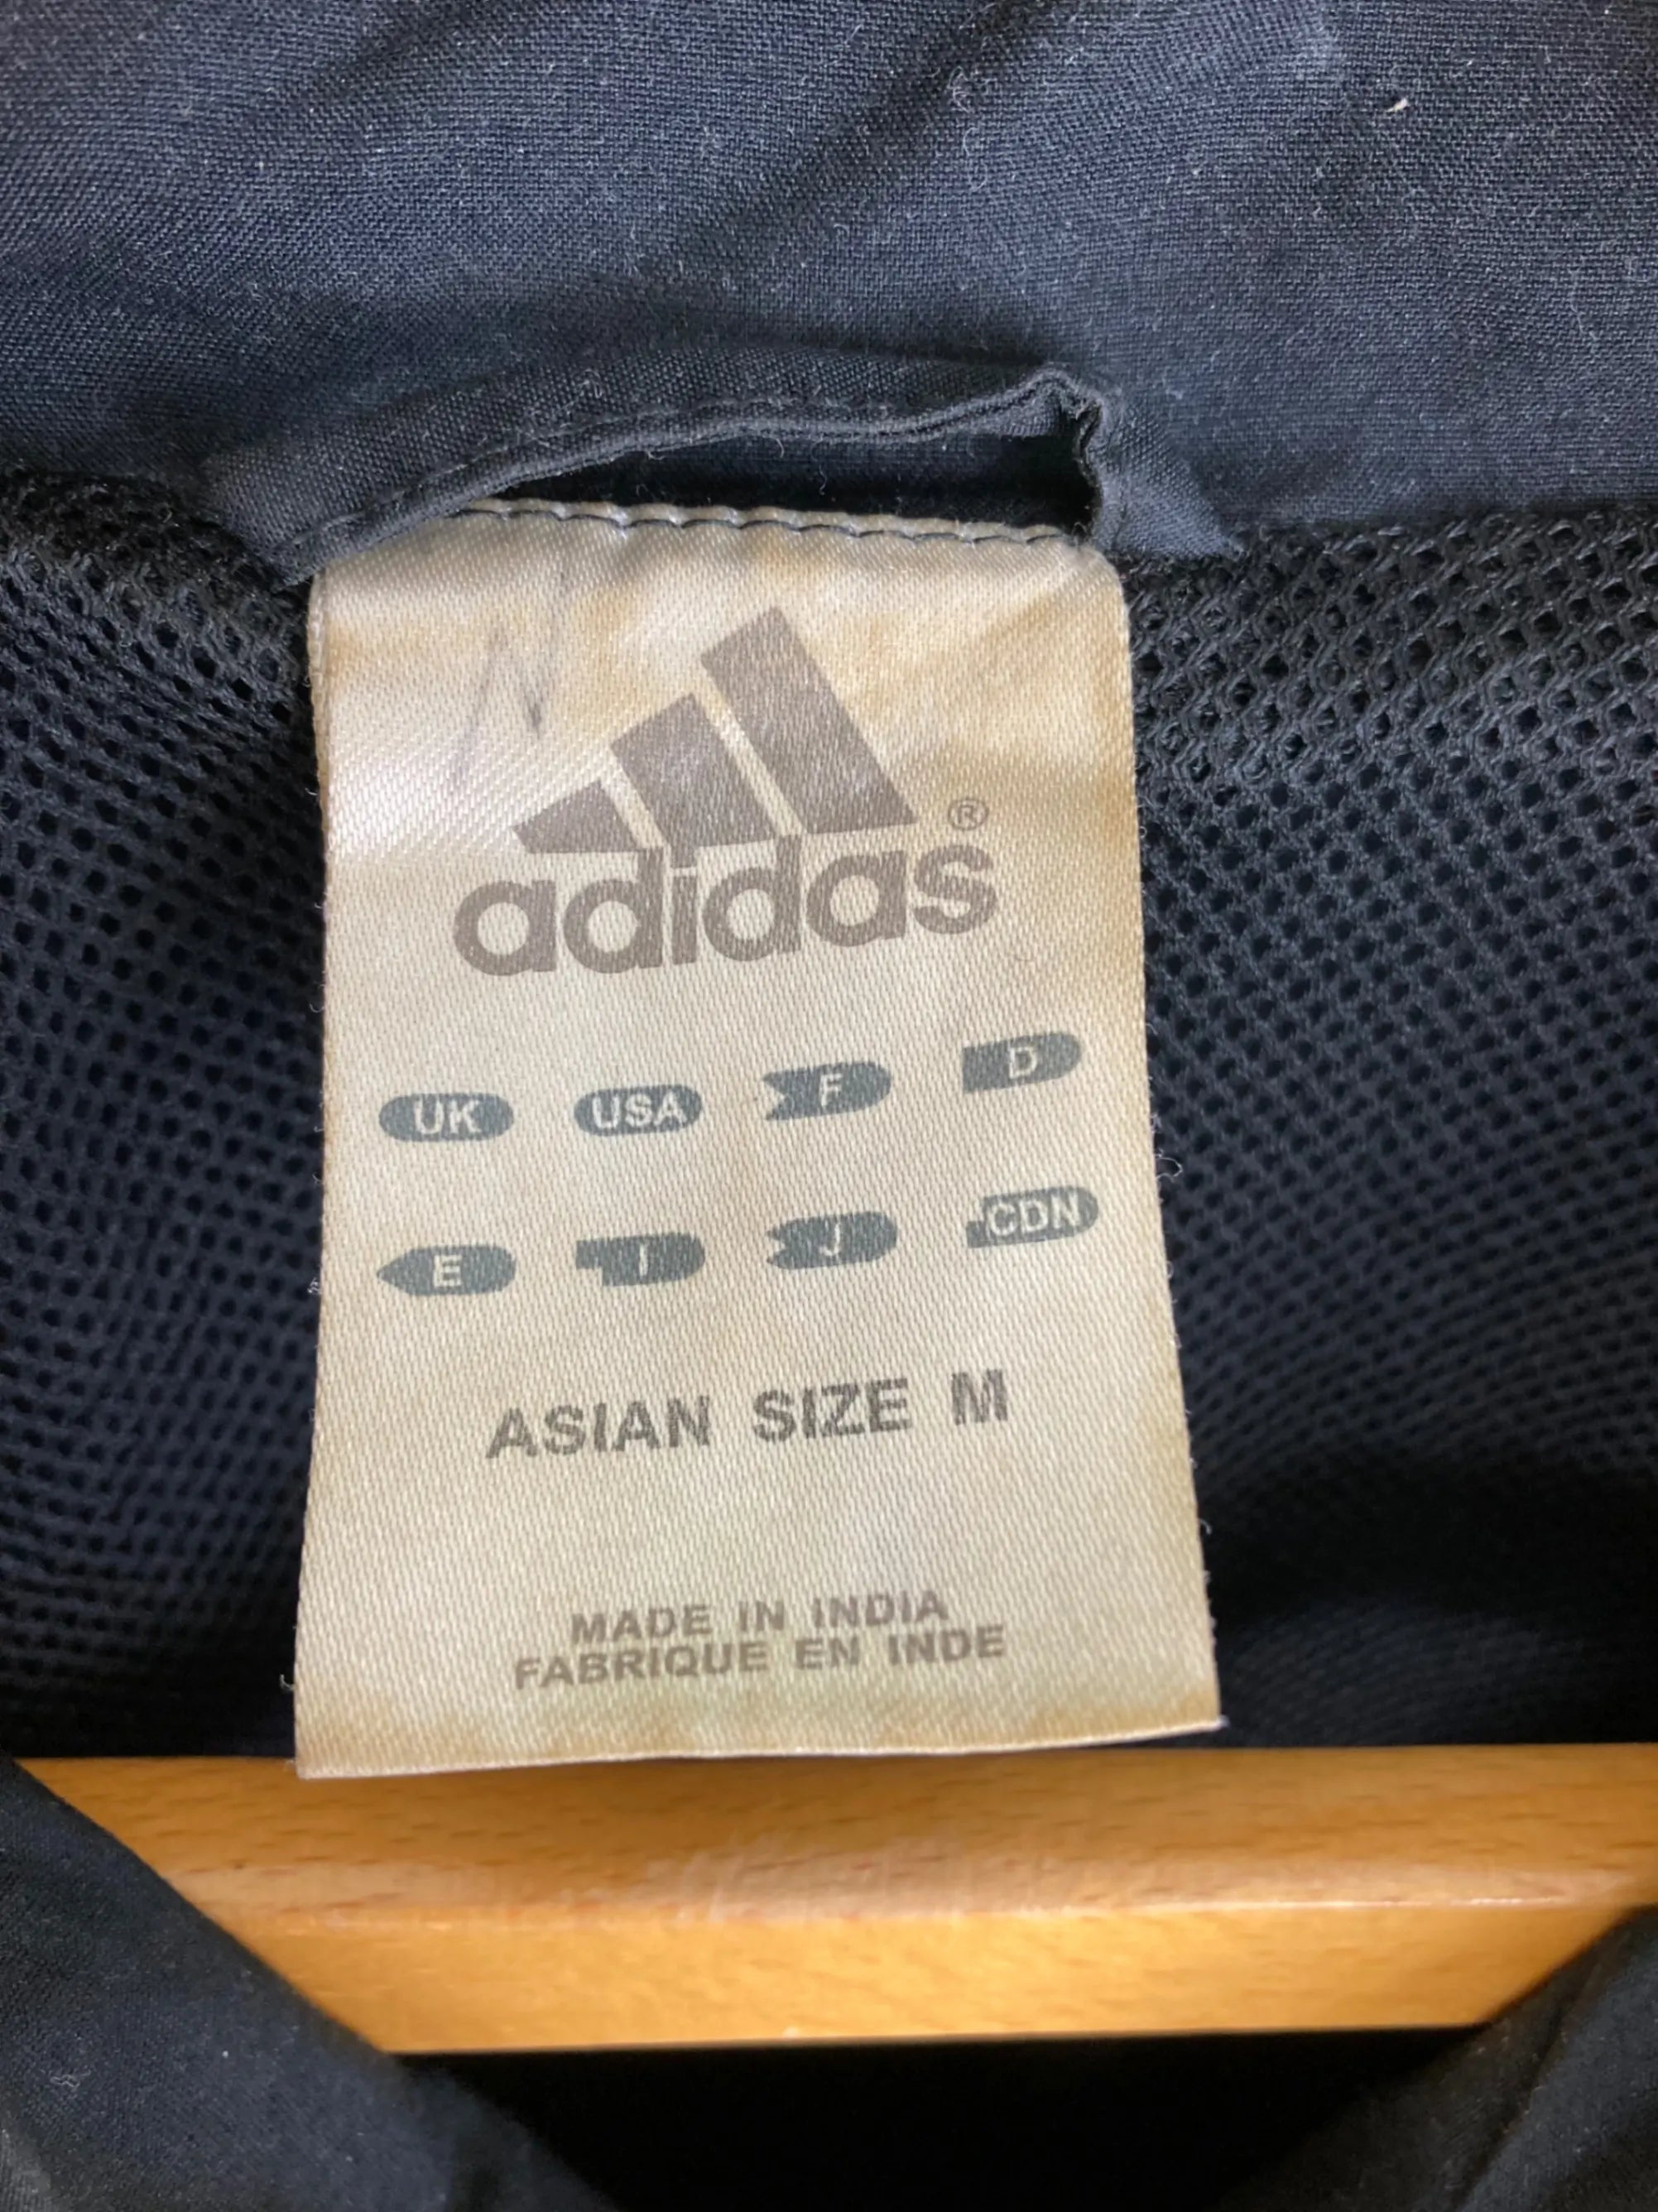 ®
adidas
UK USA F D
E I J CDN
ASIAN SIZE M
MADE IN INDIA
FABRIQUE EN INDE